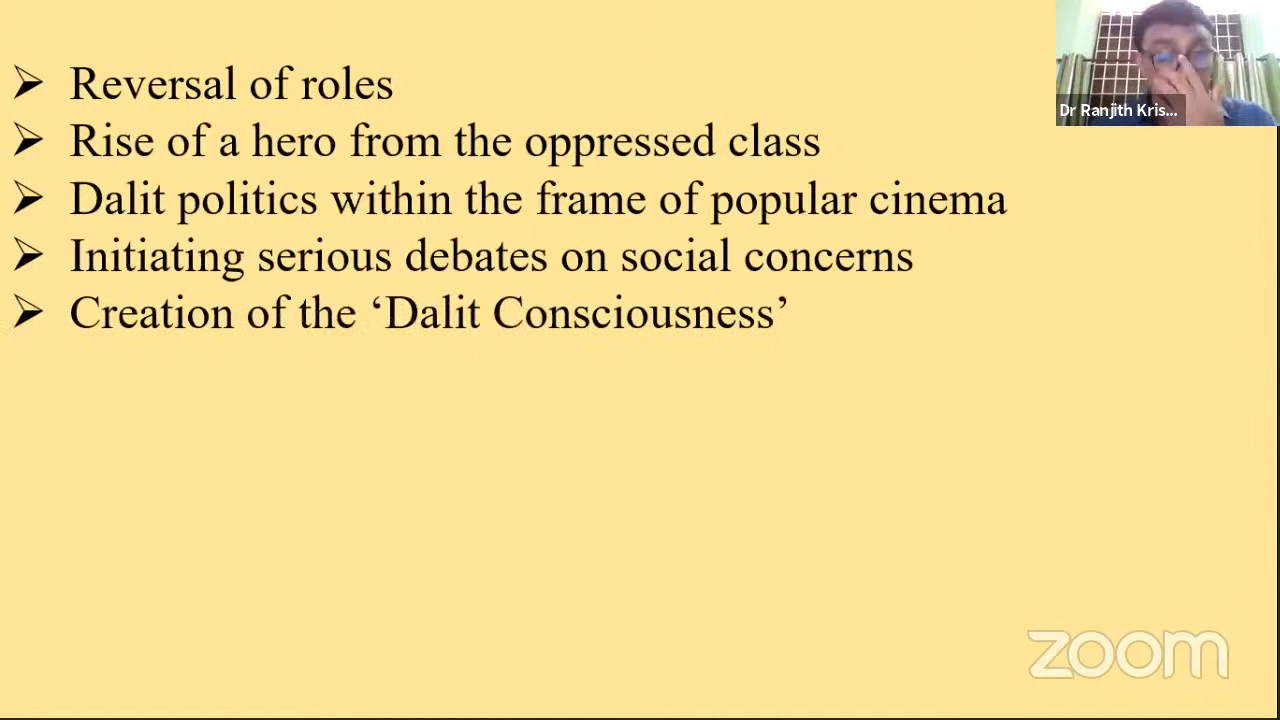 ➢ Reversal of roles
➢ Rise of a hero from the oppressed class
➢ Dalit politics within the frame of popular cinema
➢ Initiating serious debates on social concerns
➢ Creation of the ‘Dalit Consciousness’
Dr Ranjith Kris...
zoom